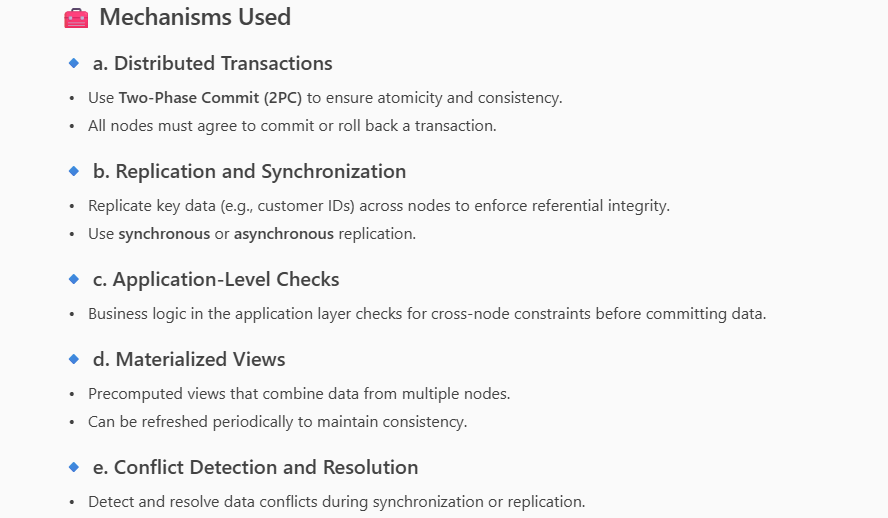 Mechanisms Used
a. Distributed Transactions
• Use Two-Phase Commit (2PC) to ensure atomicity and consistency.
• All nodes must agree to commit or roll back a transaction.
b. Replication and Synchronization
• Replicate key data (e.g., customer IDs) across nodes to enforce referential integrity.
• Use synchronous or asynchronous replication.
c. Application-Level Checks
• Business logic in the application layer checks for cross-node constraints before committing data.
d. Materialized Views
• Precomputed views that combine data from multiple nodes.
• Can be refreshed periodically to maintain consistency.
e. Conflict Detection and Resolution
• Detect and resolve data conflicts during synchronization or replication.